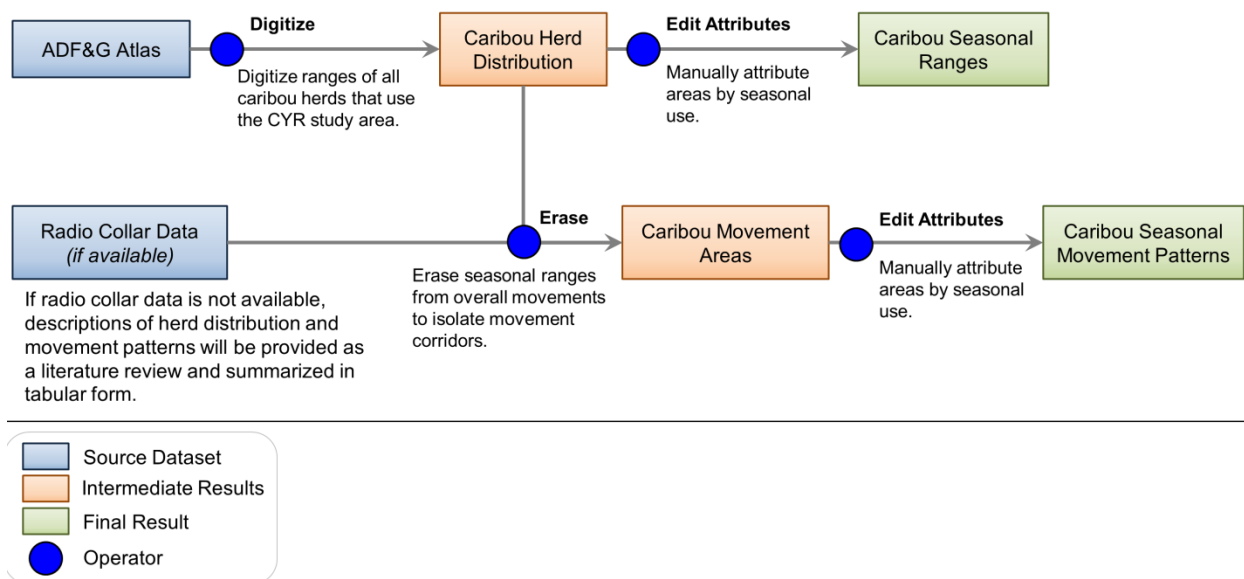 ADF&G Atlas
Digitize
Digitize ranges of all
caribou herds that use
the CYR study area.
Caribou Herd
Distribution
Edit Attributes
Manually attribute
areas by seasonal
use.
Caribou Seasonal
Ranges
Radio Collar Data
(if available)
If radio collar data is not available,
descriptions of herd distribution and
movement patterns will be provided as
a literature review and summarized in
tabular form.
Erase
Erase seasonal ranges
from overall movements
to isolate movement
corridors.
Caribou Movement
Areas
Edit Attributes
Manually attribute
areas by seasonal
use.
Caribou Seasonal
Movement Patterns
Source Dataset
Intermediate Results
Final Result
Operator